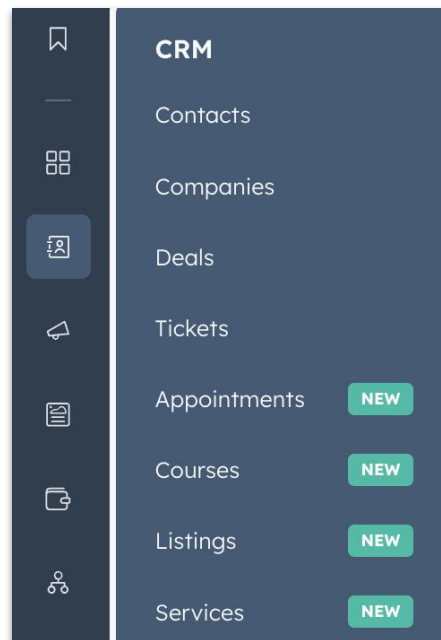 CRM
Contacts
Companies
Deals
Tickets
Appointments NEW
Courses NEW
Listings NEW
Services NEW